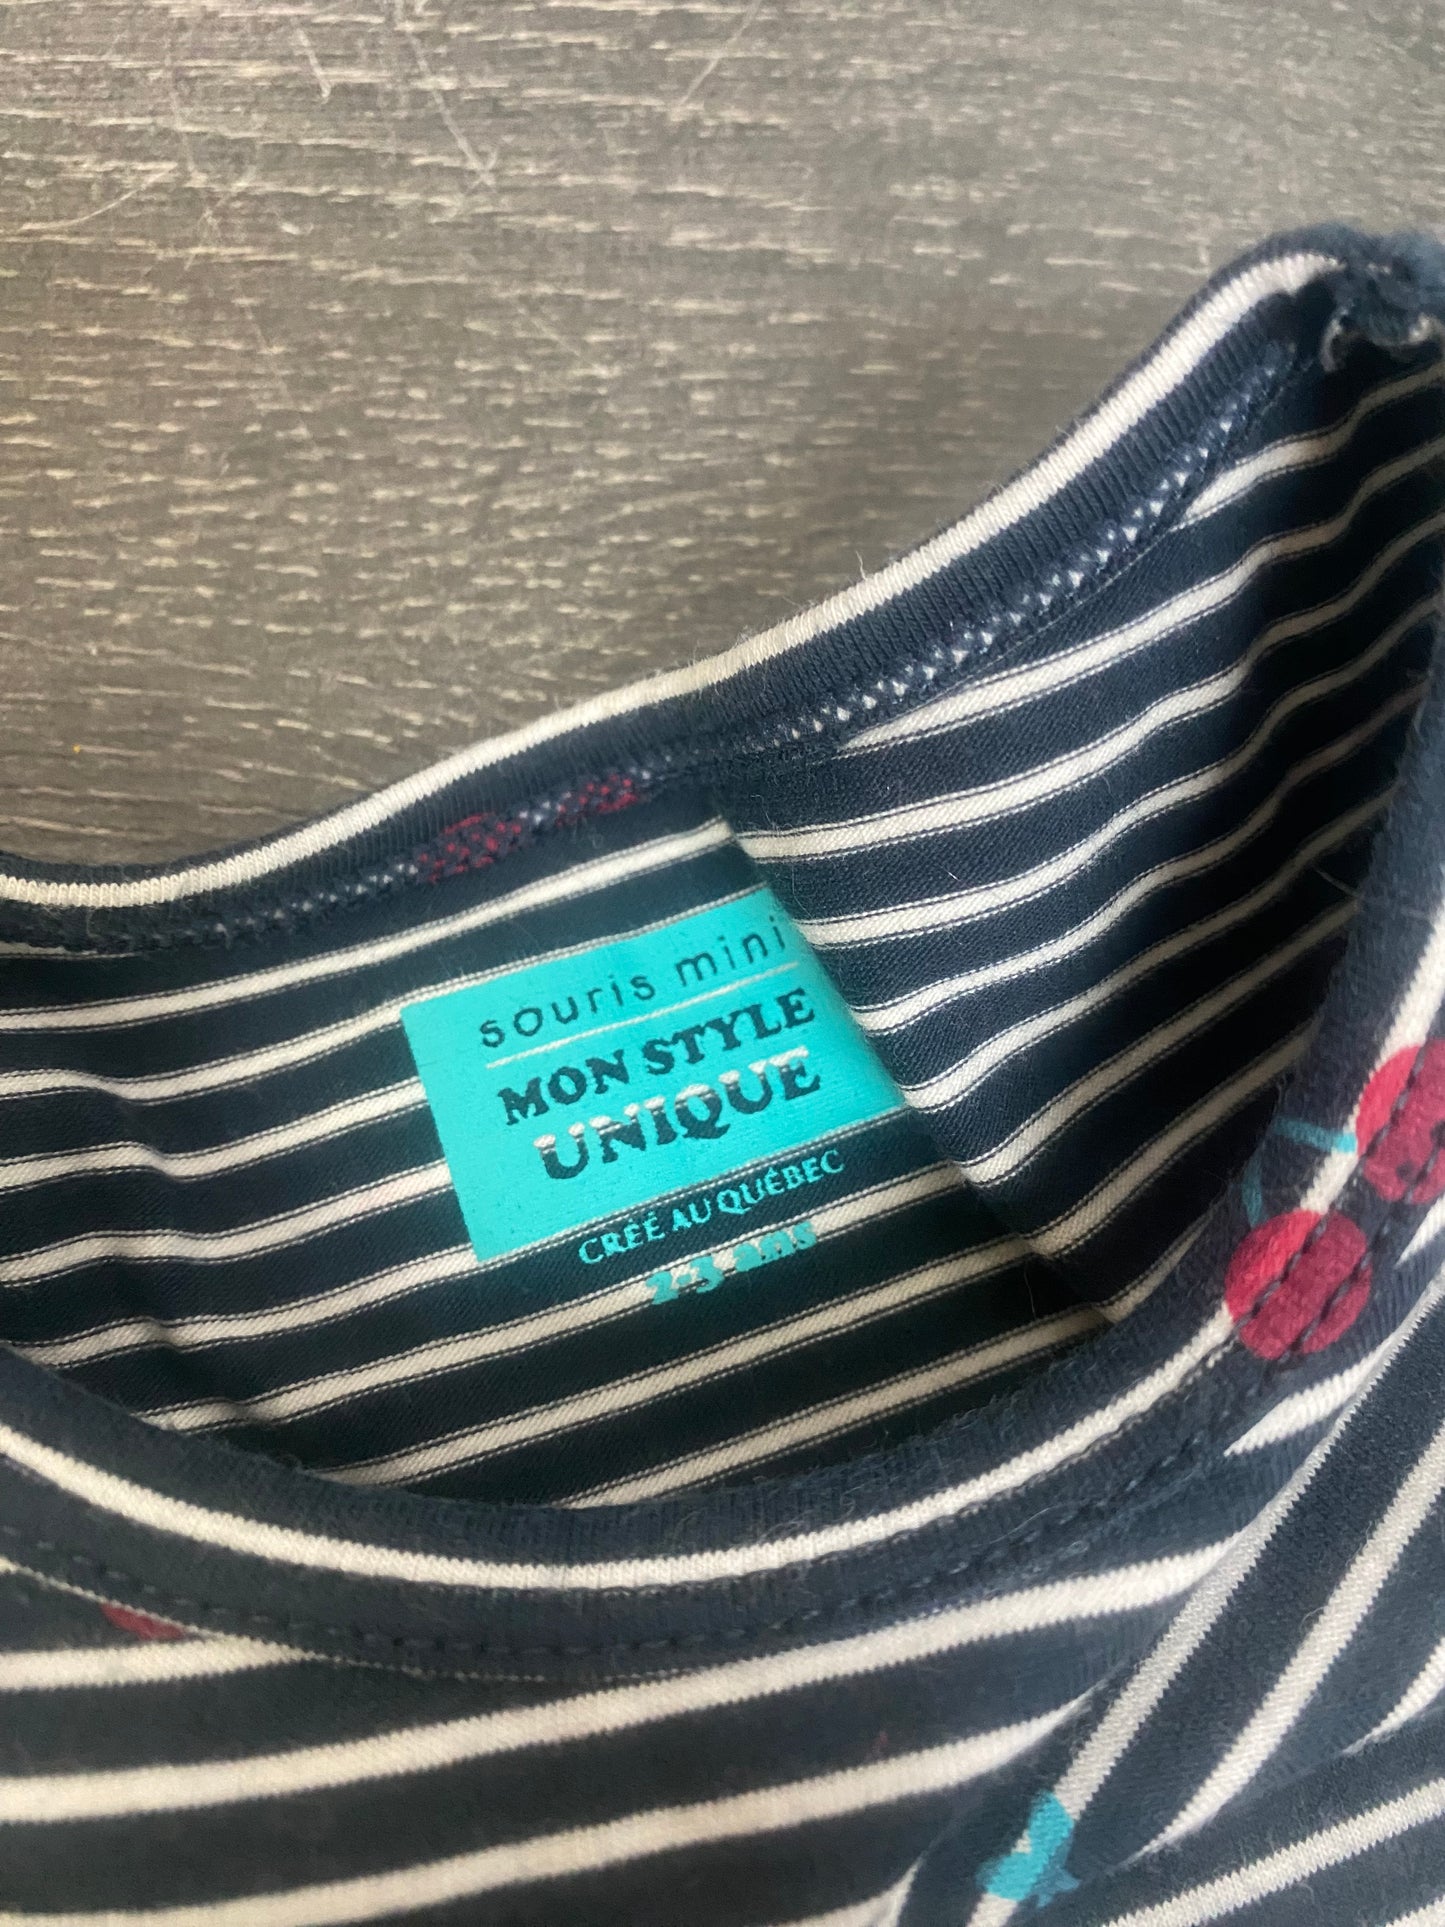 souris mini
MON STYLE
UNIQUE
CRÉÉ AU QUÉBEC
2-3 ans